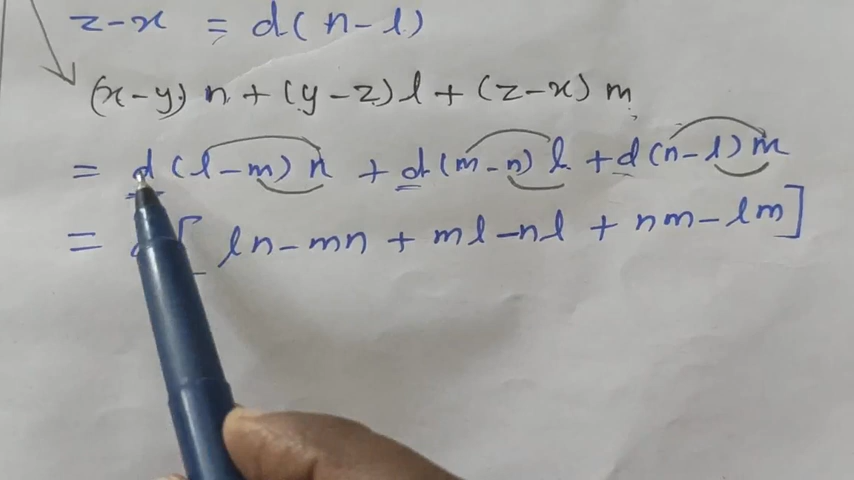 z-x = d(n-l)
(x-y)n+(y-z)l+(z-x)m
= d(l-m)n + d(m-n)l + d(n-l)m
= [ln-mn + ml-nl + nm-lm]